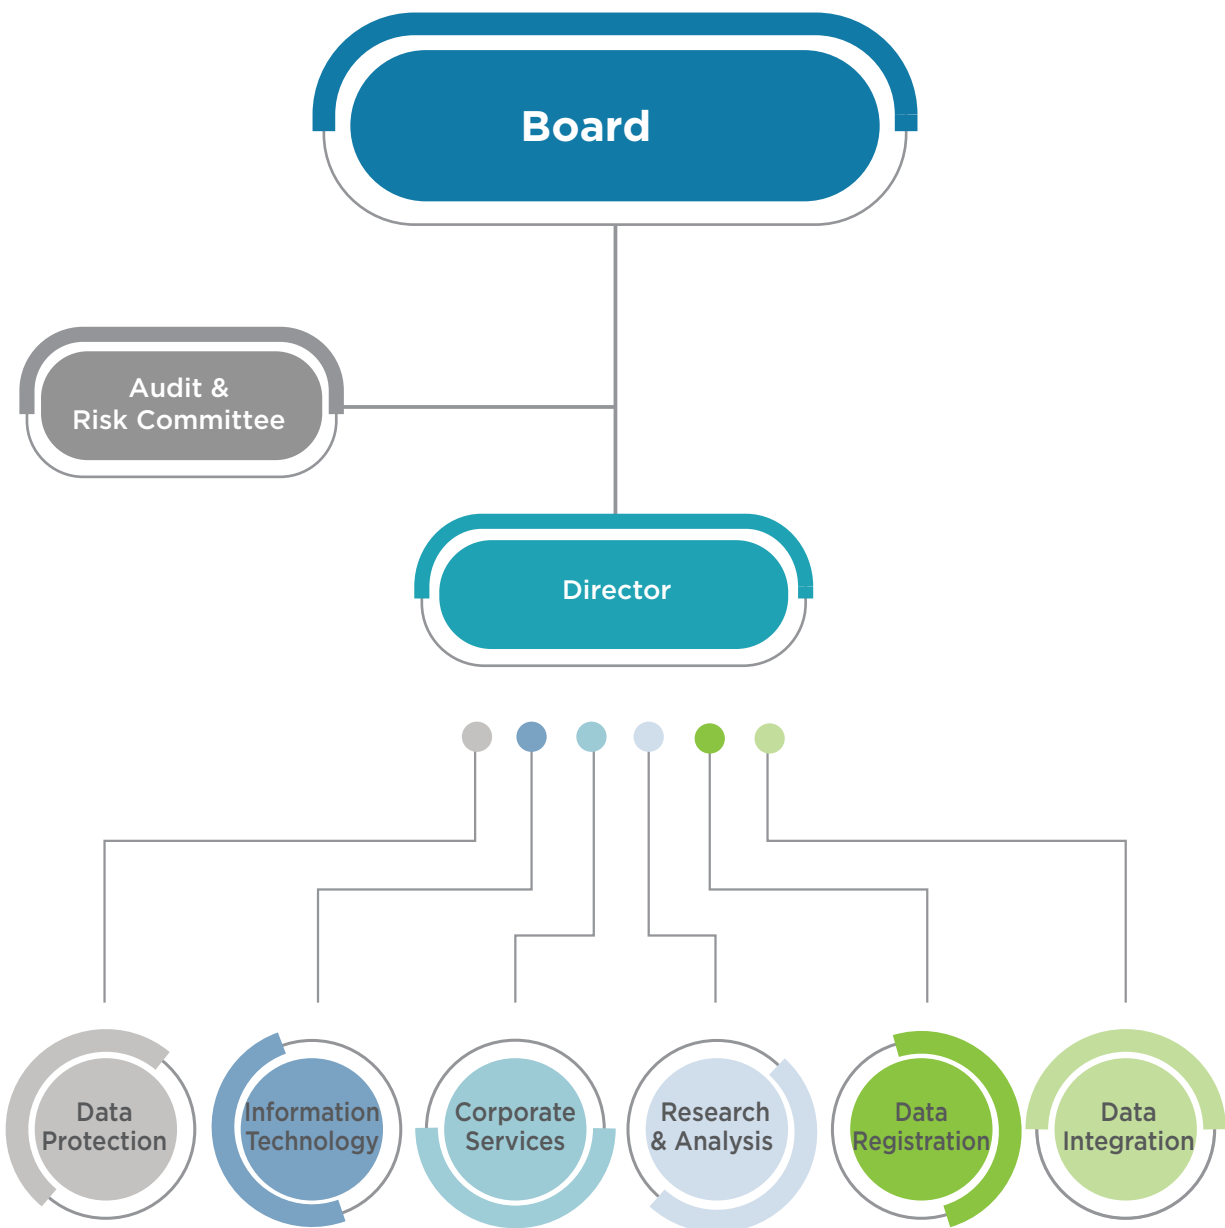 Board
Audit &
Risk Committee
Director
Data
Protection
Information
Technology
Corporate
Services
Research
& Analysis
Data
Registration
Data
Integration